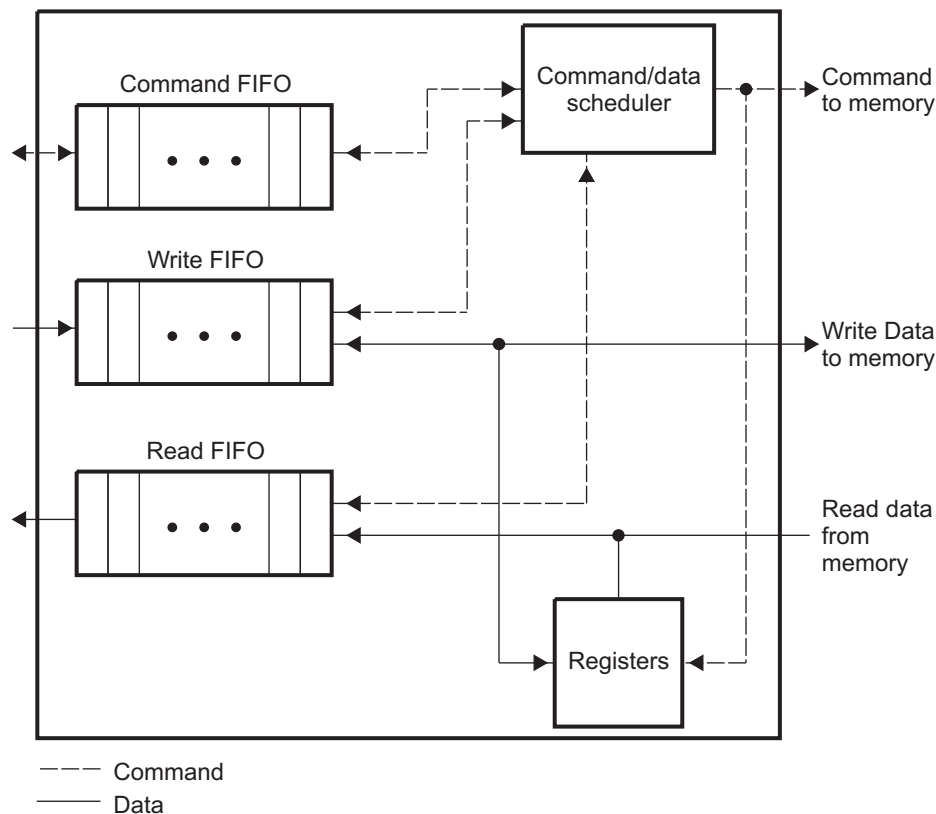 Command FIFO
Command/data
scheduler
Command
to memory
Write FIFO
Write Data
to memory
Read FIFO
Read data
from
memory
Registers
Command
Data